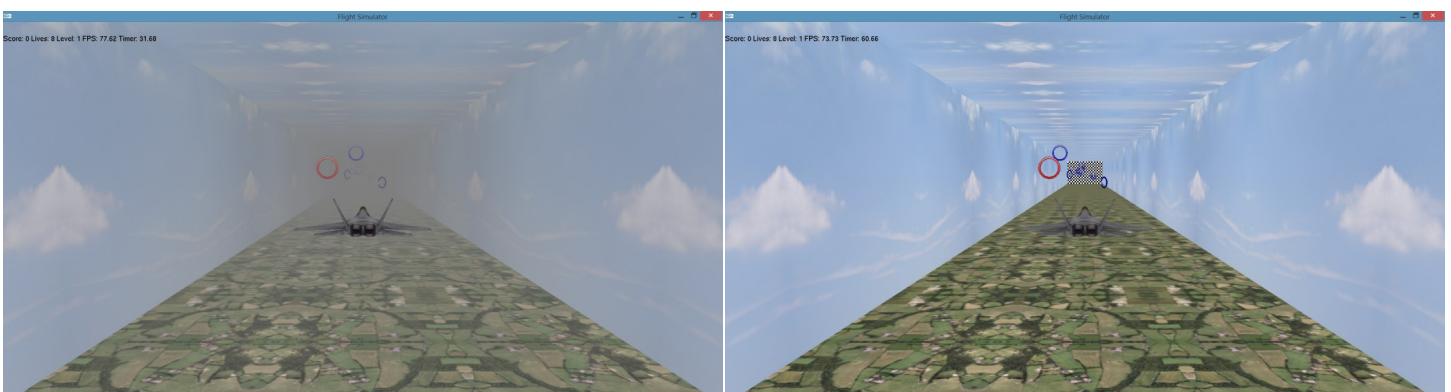 Flight Simulator
Score: 0 Lives: 8 Level: 1 FPS: 77.62 Timer: 31.68
Flight Simulator
Score: 0 Lives: 8 Level: 1 FPS: 73.73 Timer: 60.66